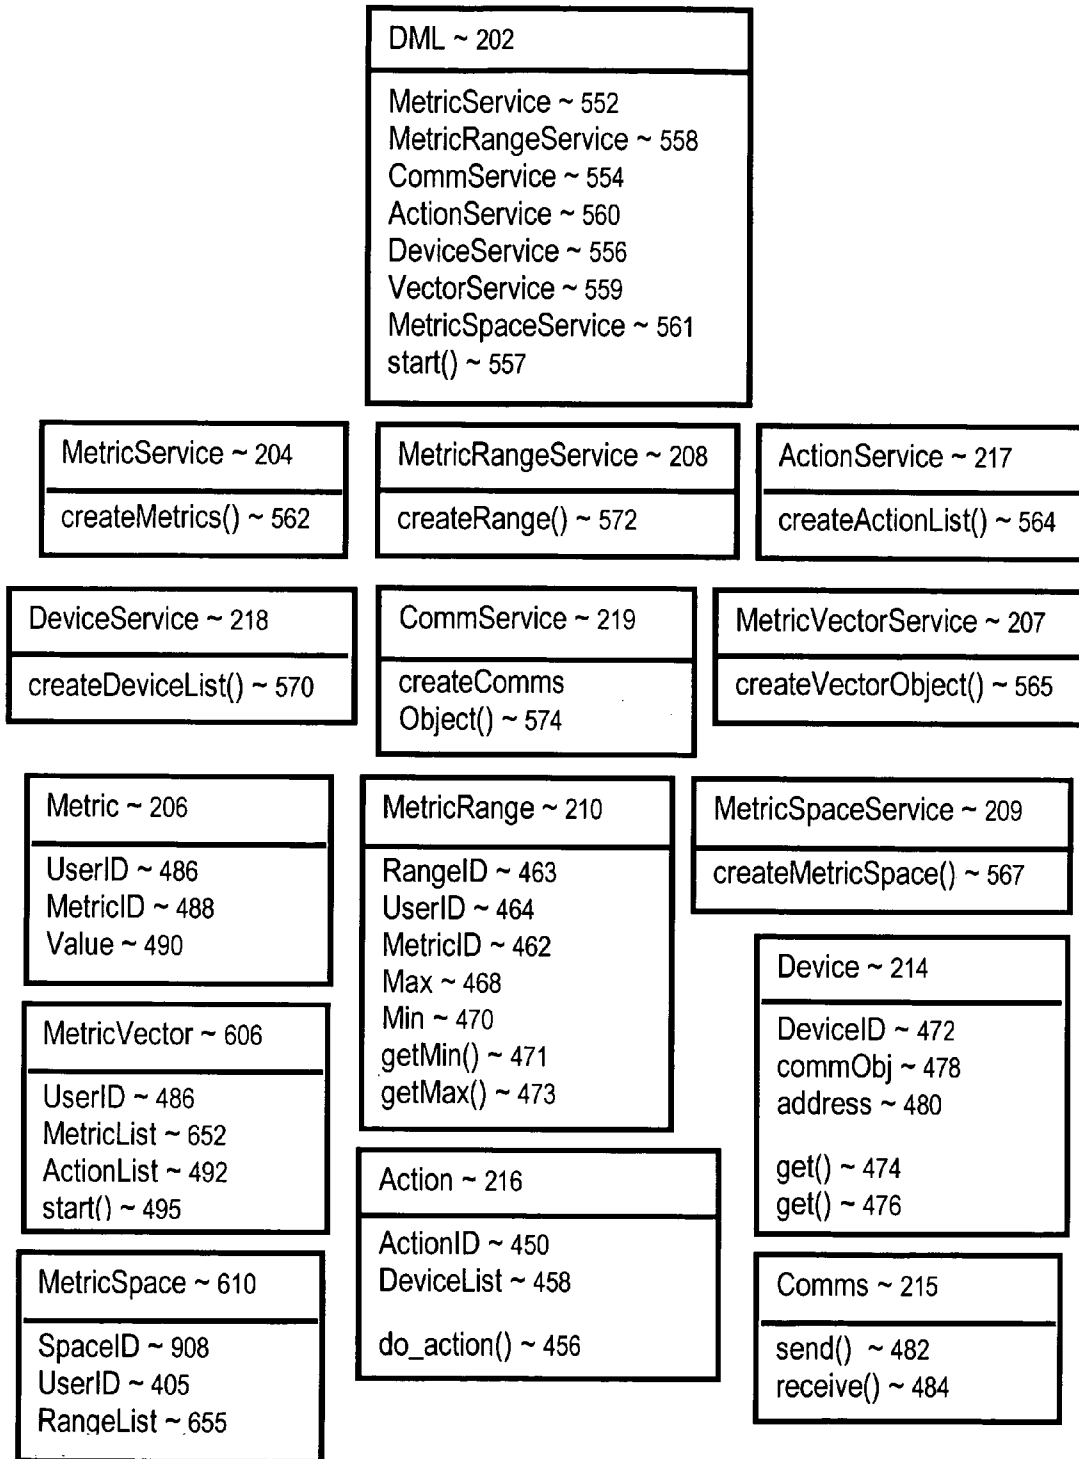 DML ~ 202
MetricService ~ 552
MetricRangeService ~ 558
CommService ~ 554
ActionService ~ 560
DeviceService ~ 556
VectorService ~ 559
MetricSpaceService ~ 561
start() ~ 557
MetricService ~ 204
createMetrics() ~ 562
MetricRangeService ~ 208
createRange() ~ 572
ActionService ~ 217
createActionList() ~ 564
DeviceService ~ 218
createDeviceList() ~ 570
CommService ~ 219
createComms
Object() ~ 574
MetricVectorService ~ 207
createVectorObject() ~ 565
Metric ~ 206
UserID ~ 486
MetricID ~ 488
Value ~ 490
MetricRange ~ 210
RangeID ~ 463
UserID ~ 464
MetricID ~ 462
Max ~ 468
Min ~ 470
getMin() ~ 471
getMax() ~ 473
MetricSpaceService ~ 209
createMetricSpace() ~ 567
Device ~ 214
DeviceID ~ 472
commObj ~ 478
address ~ 480
get() ~ 474
get() ~ 476
MetricVector ~ 606
UserID ~ 486
MetricList ~ 652
ActionList ~ 492
start() ~ 495
Action ~ 216
ActionID ~ 450
DeviceList ~ 458
do_action() ~ 456
MetricSpace ~ 610
SpaceID ~ 908
UserID ~ 405
RangeList ~ 655
Comms ~ 215
send() ~ 482
receive() ~ 484